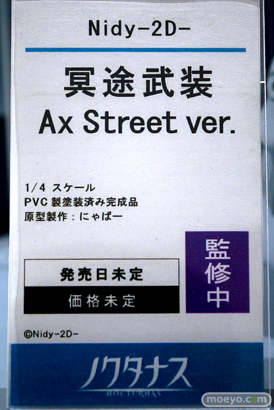 Nidy-2D-
冥途武装
Ax Street ver.
1/4 スケール
PVC 製塗装済み完成品
原型製作：にゃば－
発売日未定
価格未定
監修中
©Nidy-2D-
ノクタナス
NOCTURNAS
moeyo.com